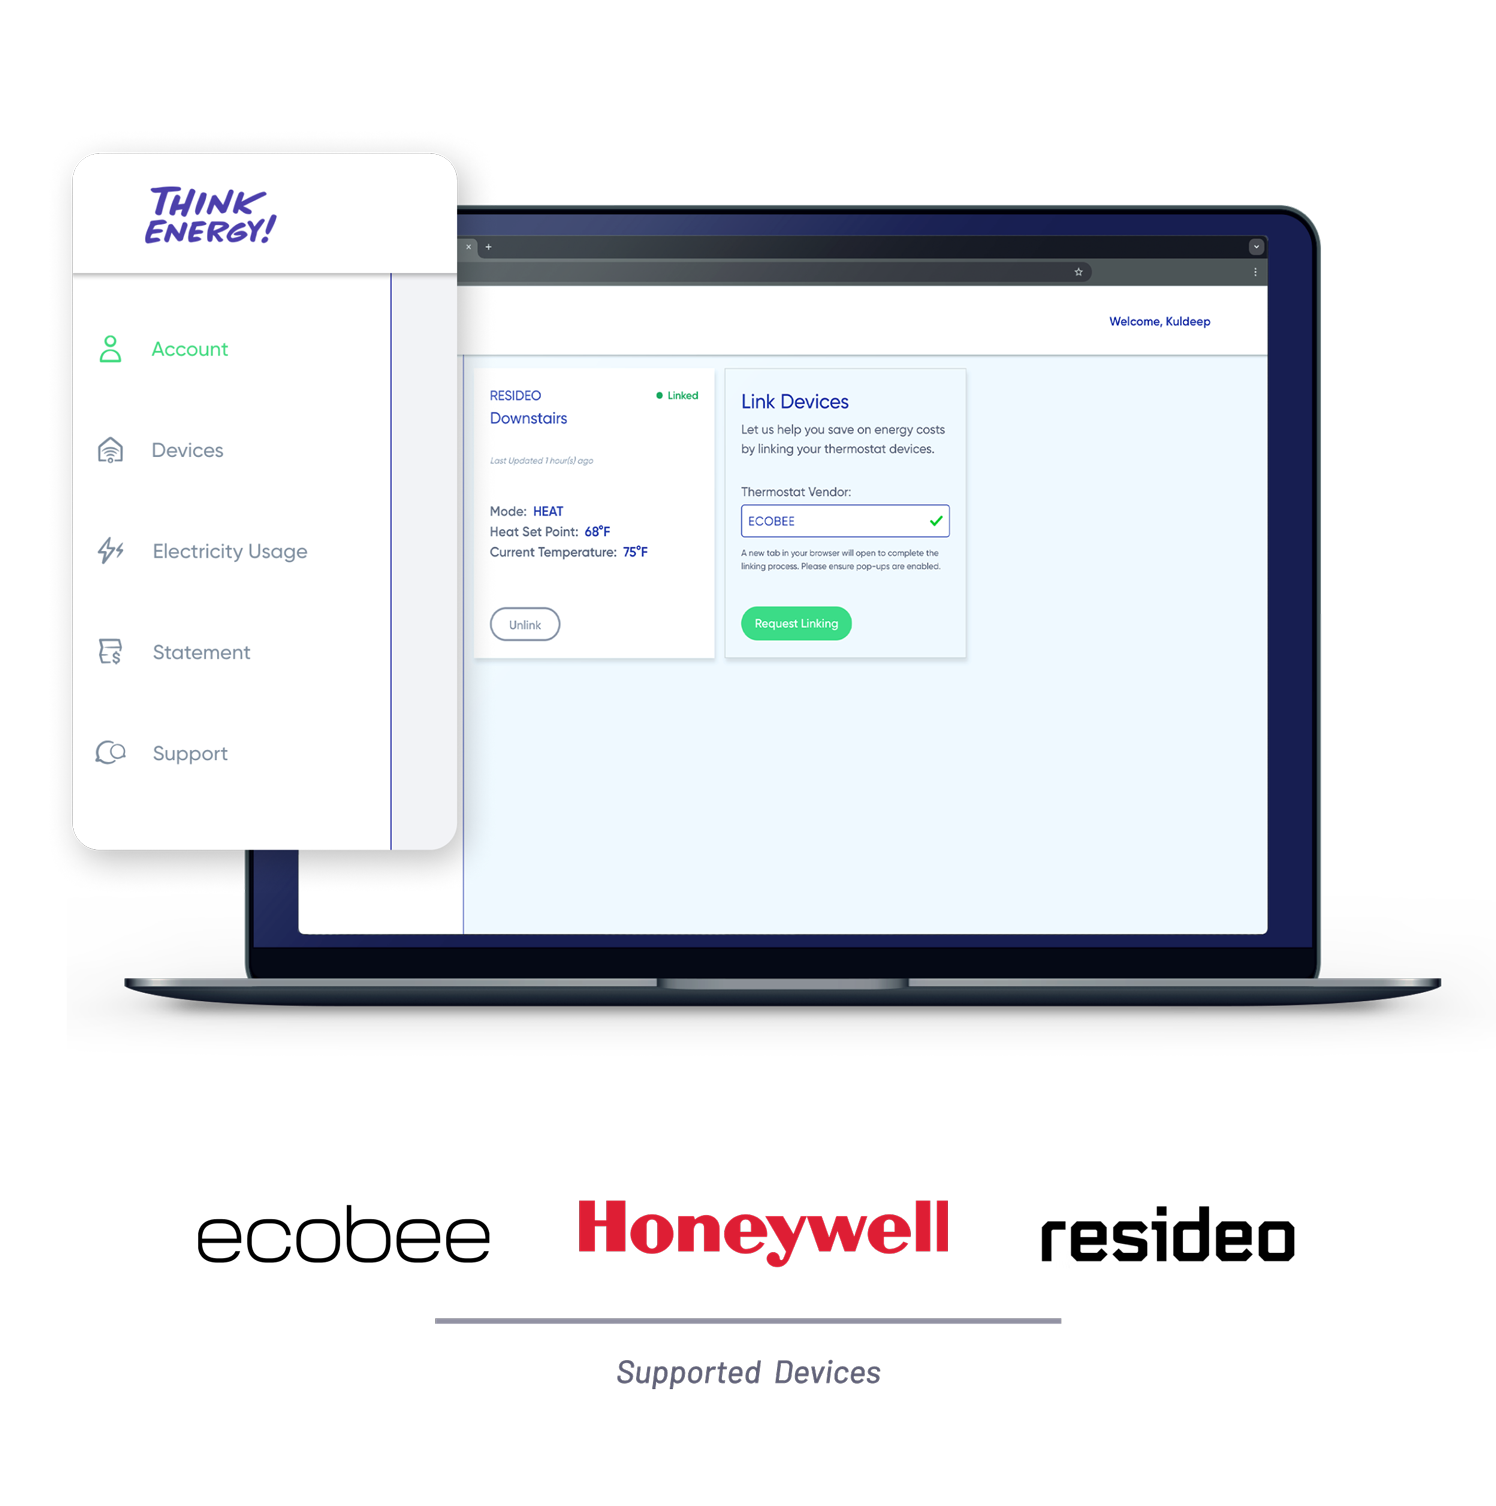 THINK
ENERGY!
Account
Devices
Electricity Usage
Statement
Support
Welcome, Kuldeep
RESIDEO
Linked
Downstairs
Last Updated 1 hour(s) ago
Mode: HEAT
Heat Set Point: 68°F
Current Temperature: 75°F
Unlink
Link Devices
Let us help you save on energy costs
by linking your thermostat devices.
Thermostat Vendor:
ECOBEE
A new tab in your browser will open to complete the
linking process. Please ensure pop-ups are enabled.
Request Linking
ecobee
Honeywell
resideo
Supported Devices